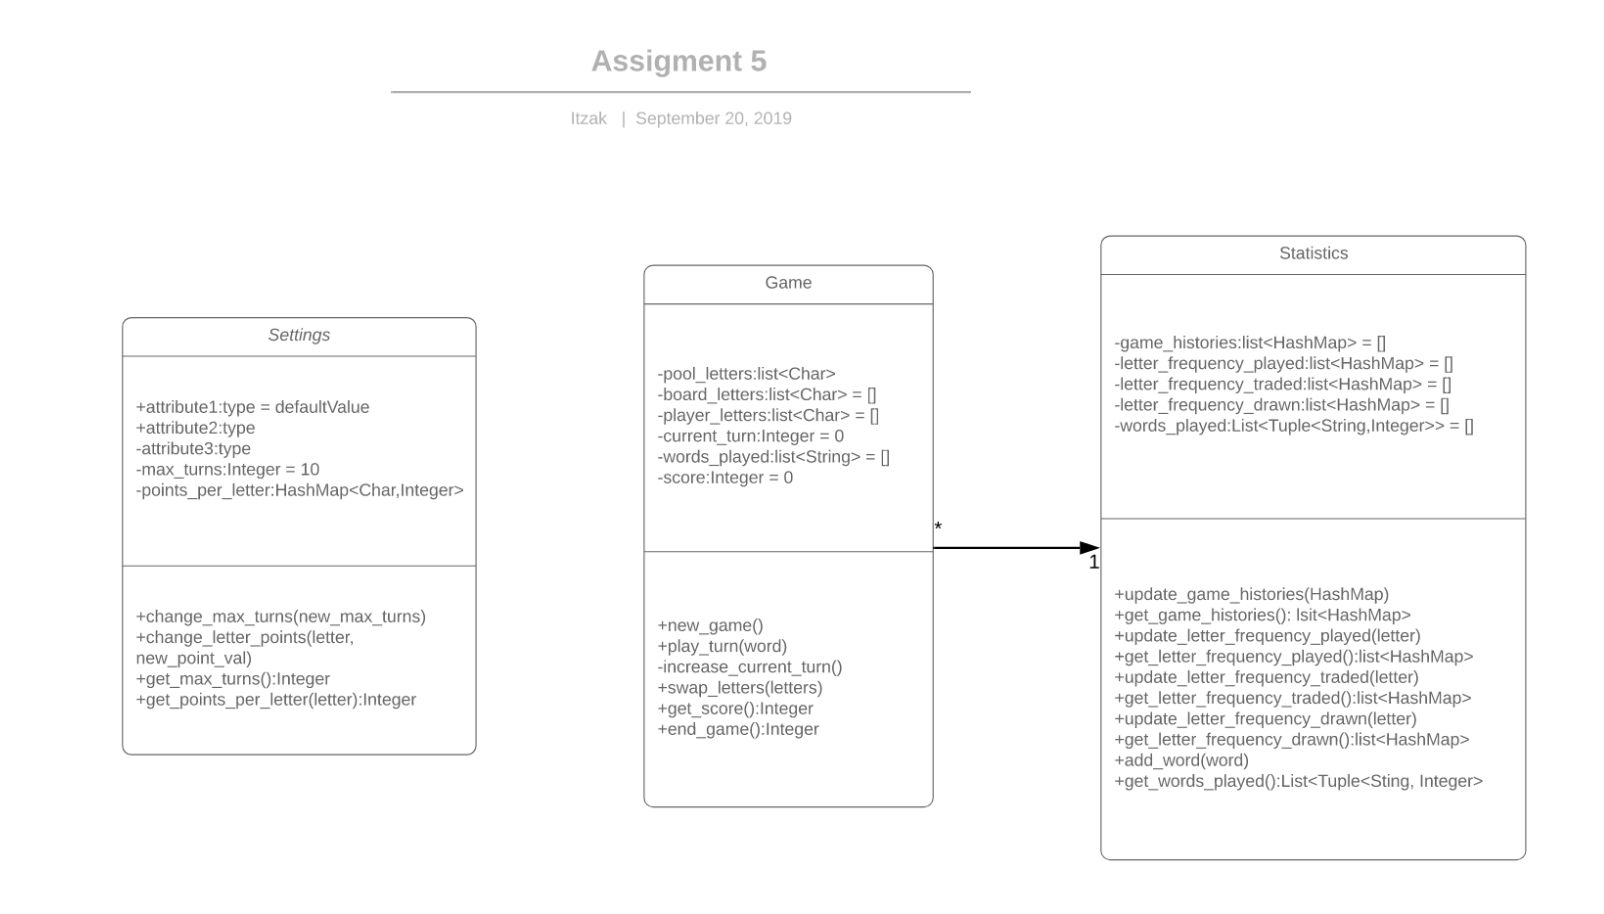 Assigment 5
Itzak | September 20, 2019
Settings
+attribute1:type = defaultValue
+attribute2:type
-attribute3:type
-max_turns:Integer = 10
-points_per_letter:HashMap<Char,Integer>
+change_max_turns(new_max_turns)
+change_letter_points(letter,
new_point_val)
+get_max_turns():Integer
+get_points_per_letter(letter):Integer
Game
-pool_letters:list<Char>
-board_letters:list<Char> = []
-player_letters:list<Char> = []
-current_turn:Integer = 0
-words_played:list<String> = []
-score:Integer = 0
+new_game()
+play_turn(word)
-increase_current_turn()
+swap_letters(letters)
+get_score():Integer
+end_game():Integer
*
1
Statistics
-game_histories:list<HashMap> = []
-letter_frequency_played:list<HashMap> = []
-letter_frequency_traded:list<HashMap> = []
-letter_frequency_drawn:list<HashMap> = []
-words_played:List<Tuple<String,Integer>> = []
+update_game_histories(HashMap)
+get_game_histories(): lsit<HashMap>
+update_letter_frequency_played(letter)
+get_letter_frequency_played():list<HashMap>
+update_letter_frequency_traded(letter)
+get_letter_frequency_traded():list<HashMap>
+update_letter_frequency_drawn(letter)
+get_letter_frequency_drawn():list<HashMap>
+add_word(word)
+get_words_played():List<Tuple<Sting, Integer>